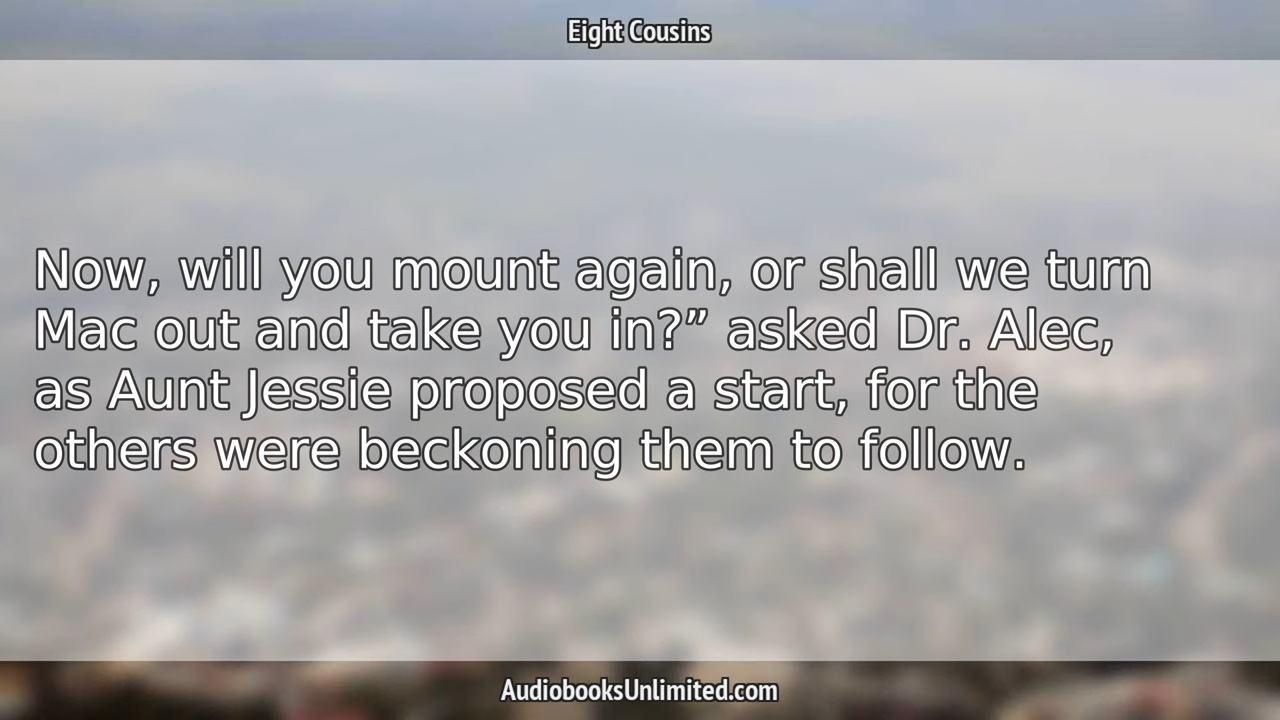 Eight Cousins
Now, will you mount again, or shall we turn
Mac out and take you in?” asked Dr. Alec,
as Aunt Jessie proposed a start, for the
others were beckoning them to follow.
AudiobooksUnlimited.com